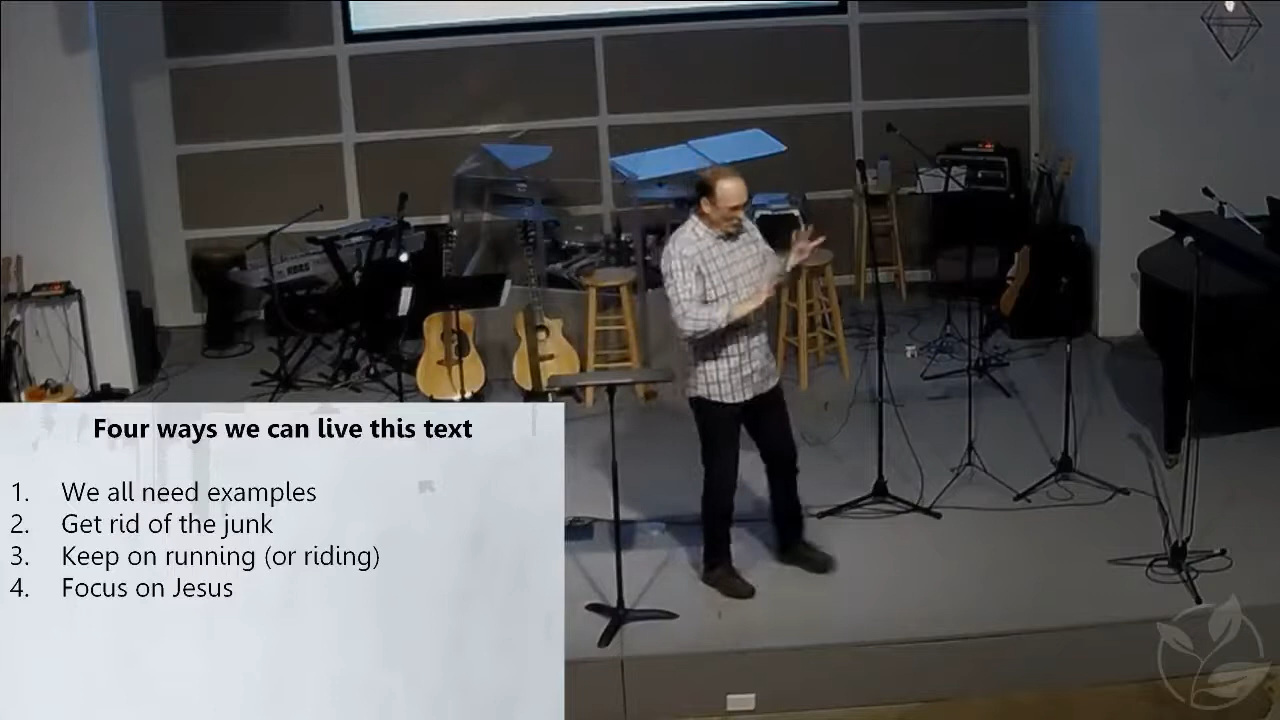 KORG
Four ways we can live this text
1. We all need examples
2. Get rid of the junk
3. Keep on running (or riding)
4. Focus on Jesus